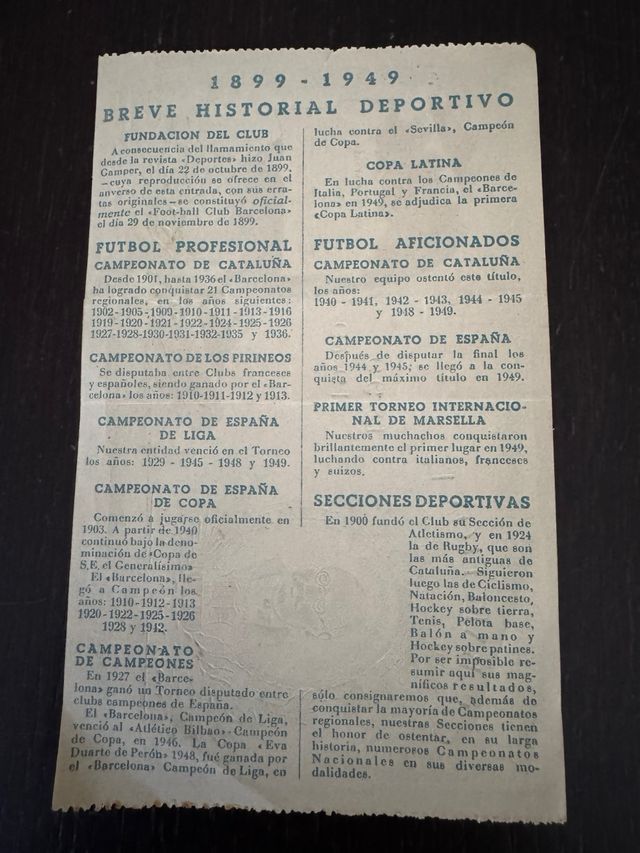 1899 - 1949
BREVE HISTORIAL DEPORTIVO
FUNDACION DEL CLUB
A consecuencia del llamamiento que
desde la revista «Deportes» hizo Juan
Gamper, el día 22 de octubre de 1899,
—cuya reproducción se ofrece en el
anverso de esta entrada, con sus erra-
tas originales—se constituyó oficial-
mente el «Foot-ball Club Barcelona»
el día 29 de noviembre de 1899.
FUTBOL PROFESIONAL
CAMPEONATO DE CATALUÑA
Desde 1901, hasta 1936 el «Barcelona»
ha logrado conquistar 21 Campeonatos
regionales, en los años siguientes:
1902-1905-1909-1910-1911-1913-1916
1919-1920-1921-1922-1924-1925-1926
1927-1928-1930-1931-1932-1935 y 1936.
CAMPEONATO DE LOS PIRINEOS
Se disputaba entre Clubs franceses
y españoles, siendo ganado por el «Bar-
celona» los años: 1910-1911-1912 y 1913.
CAMPEONATO DE ESPAÑA
DE LIGA
Nuestra entidad venció en el Torneo
los años: 1929 - 1945 - 1948 y 1949.
CAMPEONATO DE ESPAÑA
DE COPA
Comenzó a jugarse oficialmente en
1903. A partir de 1940
continuó bajo la deno-
minación de «Copa de
S.E. el Generalísimo»
El «Barcelona», lle-
gó a Campeón los
años: 1910-1912-1913
1920-1922-1925-1926
1928 y 1942.
CAMPEONATO
DE CAMPEONES
En 1927 el «Barce-
lona» ganó un Torneo disputado entre
clubs campeones de España.
El «Barcelona», Campeón de Liga,
venció al «Atlético Bilbao» - Campeón
de Copa, en 1946. La Copa «Eva
Duarte de Perón» 1948, fué ganada por
el «Barcelona» Campeón de Liga, en
lucha contra el «Sevilla», Campeón
de Copa.
COPA LATINA
En lucha contra los Campeones de
Italia, Portugal y Francia, el «Barce-
lona» en 1949, se adjudica la primera
«Copa Latina».
FUTBOL AFICIONADOS
CAMPEONATO DE CATALUÑA
Nuestro equipo ostentó este título,
los años:
1940 - 1941, 1942 - 1943, 1944 - 1945
y 1948 - 1949.
CAMPEONATO DE ESPAÑA
Después de disputar la final los
años 1944 y 1945, se llegó a la con-
quista del máximo título en 1949.
PRIMER TORNEO INTERNACIO-
NAL DE MARSELLA
Nuestros muchachos conquistaron
brillantemente el primer lugar en 1949,
luchando contra italianos, franceses
y suizos.
SECCIONES DEPORTIVAS
En 1900 fundó el Club su Sección de
Atletismo, y en 1924
la de Rugby, que son
las más antiguas de
Cataluña. Siguieron
luego las de Ciclismo,
Natación, Baloncesto,
Hockey sobre tierra,
Tenis, Pelota base,
Balón a mano y
Hockey sobre patines.
Por ser imposible re-
sumir aquí sus mag-
níficos resultados,
sólo consignaremos que, además de
conquistar la mayoría de Campeonatos
regionales, nuestras Secciones tienen
el honor de ostentar, en su larga
historia, numerosos Campeonatos
Nacionales en sus diversas mo-
dalidades.